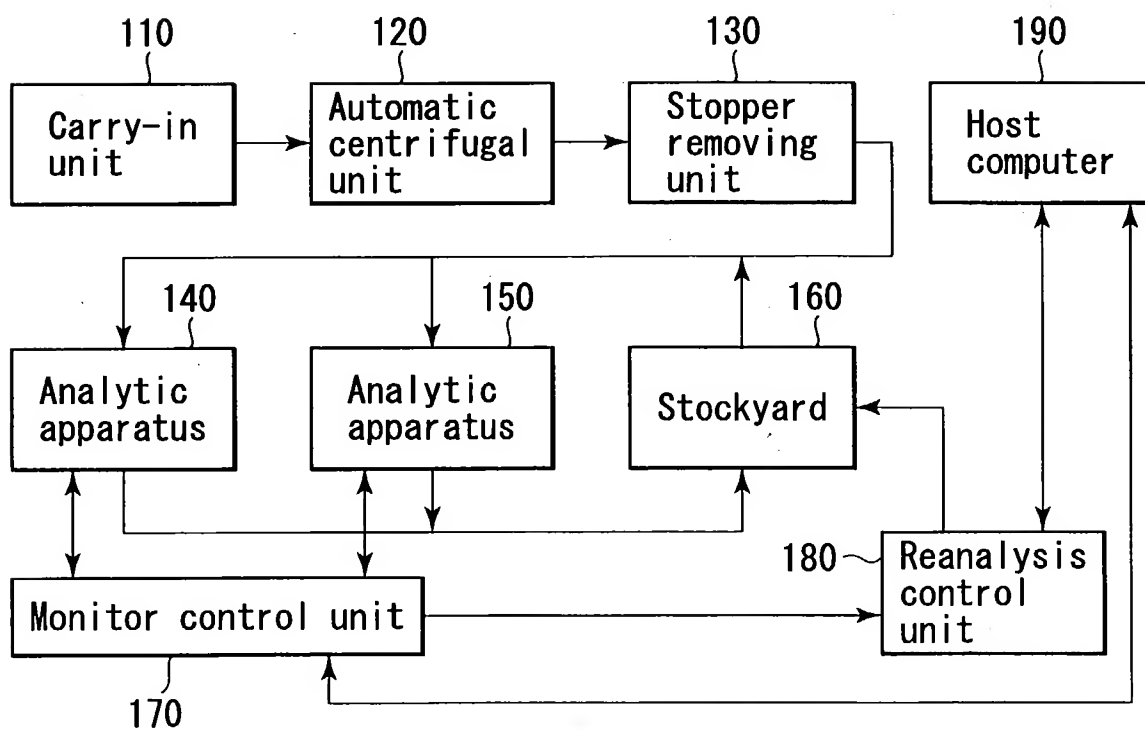 110
120
130
190
Carry-in
unit
Automatic
centrifugal
unit
Stopper
removing
unit
Host
computer
140
150
160
Analytic
apparatus
Analytic
apparatus
Stockyard
180
Reanalysis
control
unit
Monitor control unit
170